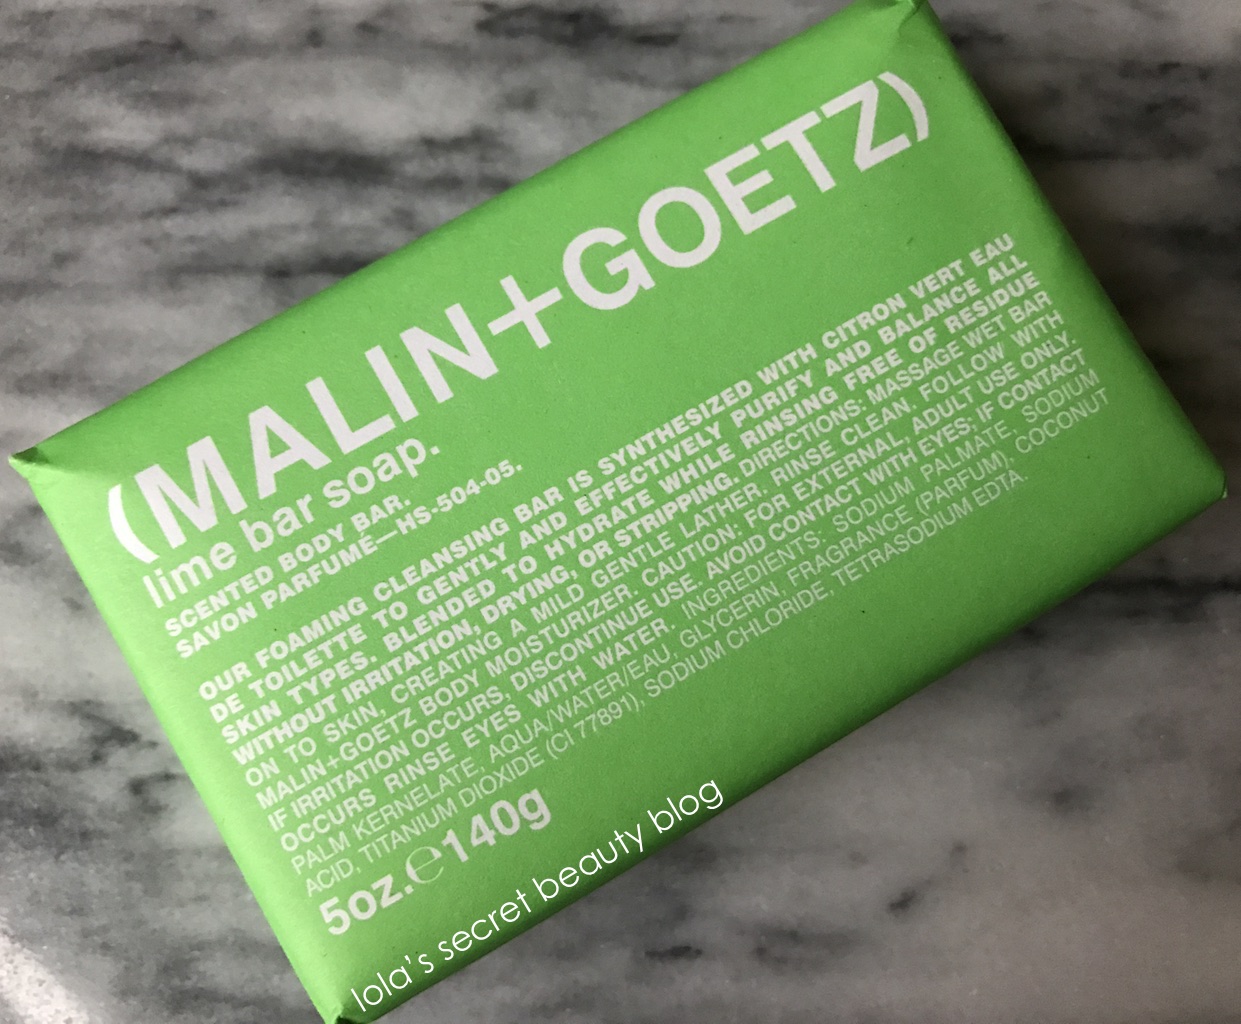 (MALIN+GOETZ)
lime bar soap.
SCENTED BODY BAR.
SAVON PARFUMÉ—HS-504-05.
OUR FOAMING CLEANSING BAR IS SYNTHESIZED WITH CITRON VERT EAU
DE TOILETTE TO GENTLY AND EFFECTIVELY PURIFY AND BALANCE ALL
SKIN TYPES. BLENDED TO HYDRATE WHILE RINSING FREE OF RESIDUE
WITHOUT IRRITATION, DRYING, OR STRIPPING. DIRECTIONS: MASSAGE WET BAR
ON TO SKIN, CREATING A MILD GENTLE LATHER. RINSE CLEAN. FOLLOW WITH
MALIN+GOETZ BODY MOISTURIZER. CAUTION: FOR EXTERNAL, ADULT USE ONLY.
IF IRRITATION OCCURS, DISCONTINUE USE. AVOID CONTACT WITH EYES; IF CONTACT
OCCURS RINSE EYES WITH WATER. INGREDIENTS: SODIUM PALMATE, SODIUM
PALM KERNELATE, AQUA/WATER/EAU, GLYCERIN, FRAGRANCE (PARFUM), COCONUT
ACID, TITANIUM DIOXIDE (CI 77891), SODIUM CHLORIDE, TETRASODIUM EDTA.
5oz.℮140g
lola's secret beauty blog